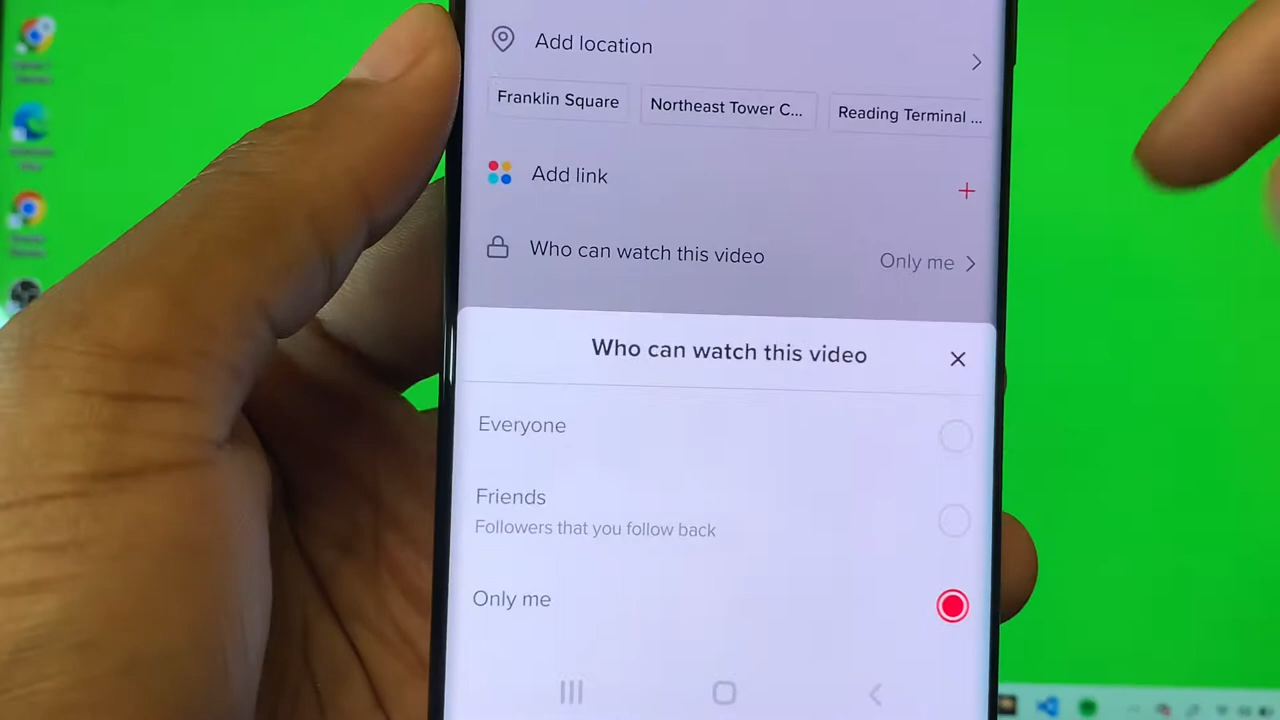 Add location
Franklin Square
Northeast Tower C...
Reading Terminal ...
Add link
Who can watch this video
Only me
Who can watch this video
Everyone
Friends
Followers that you follow back
Only me